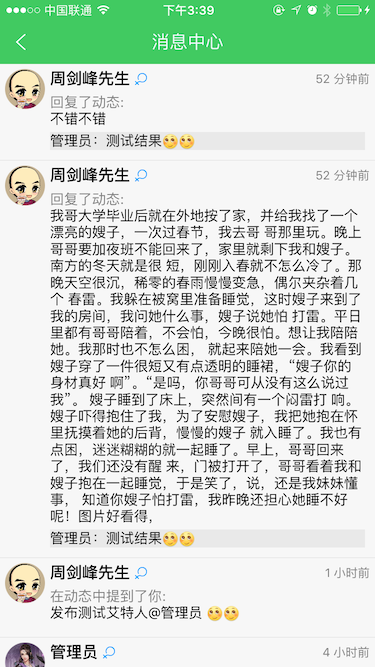 中国联通 下午3:39
消息中心
周剑峰先生 52 分钟前
回复了动态:
不错不错
管理员：测试结果
周剑峰先生 52 分钟前
回复了动态:
我哥大学毕业后就在外地按了家，并给我找了一个
漂亮的嫂子，一次过春节，我去哥 哥那里玩。晚上
哥哥要加夜班不能回来了，家里就剩下我和嫂子。
南方的冬天就是很 短，刚刚入春就不怎么冷了。那
晚天空很沉，稀零的春雨慢慢变急，偶尔夹杂着几
个 春雷。我躲在被窝里准备睡觉，这时嫂子来到了
我的房间，我问她什么事，嫂子说她怕 打雷。平日
里都有哥哥陪着，不会怕，今晚很怕。想让我陪陪
她。我那时也不怎么困， 就起来陪她一会。我看到
嫂子穿了一件很短又有点透明的睡裙，“嫂子你的
身材真好 啊”。“是吗，你哥哥可从没有这么说过
我”。 嫂子睡到了床上，突然间有一个闷雷打 响。
嫂子吓得抱住了我，为了安慰嫂子，我把她抱在怀
里抚摸着她的后背，慢慢的嫂子 就入睡了。我也有
点困，迷迷糊糊的就一起睡了。早上，哥哥回来
了，我们还没有醒 来，门被打开了，哥哥看着我和
嫂子抱在一起睡觉，于是笑了，说，还是我妹妹懂
事， 知道你嫂子怕打雷，我昨晚还担心她睡不好
呢！图片好看得，
管理员：测试结果
周剑峰先生 1 小时前
在动态中提到了你:
发布测试艾特人@管理员
管理员 4 小时前